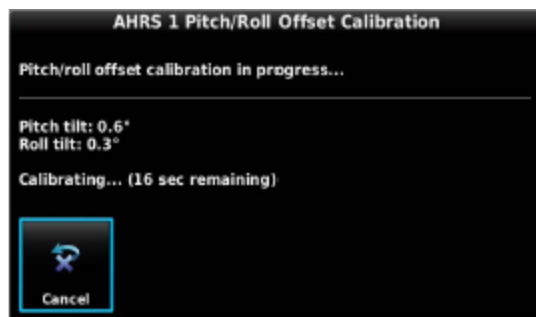 AHRS 1 Pitch/Roll Offset Calibration
Pitch/roll offset calibration in progress...
Pitch tilt: 0.6°
Roll tilt: 0.3°
Calibrating... (16 sec remaining)
Cancel